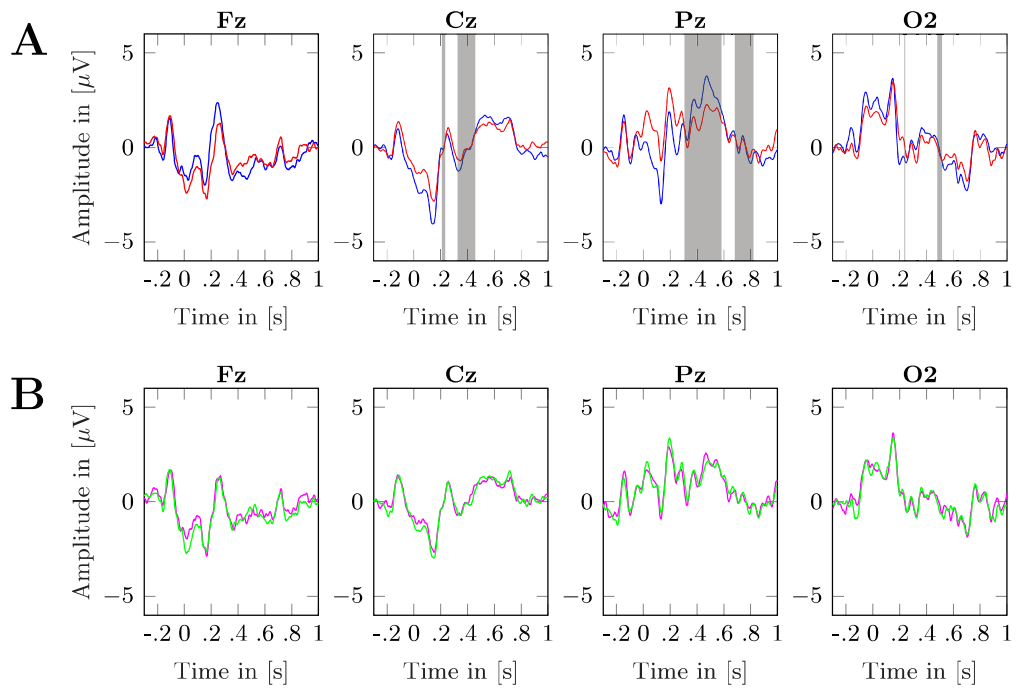 A
Fz Cz Pz O2
Amplitude in [μV]
5 5 5 5
0 0 0 0
−5 −5 −5 −5
-.2 0 .2 .4 .6 .8 1 -.2 0 .2 .4 .6 .8 1 -.2 0 .2 .4 .6 .8 1 -.2 0 .2 .4 .6 .8 1
Time in [s] Time in [s] Time in [s] Time in [s]
B
Fz Cz Pz O2
Amplitude in [μV]
5 5 5 5
0 0 0 0
−5 −5 −5 −5
-.2 0 .2 .4 .6 .8 1 -.2 0 .2 .4 .6 .8 1 -.2 0 .2 .4 .6 .8 1 -.2 0 .2 .4 .6 .8 1
Time in [s] Time in [s] Time in [s] Time in [s]